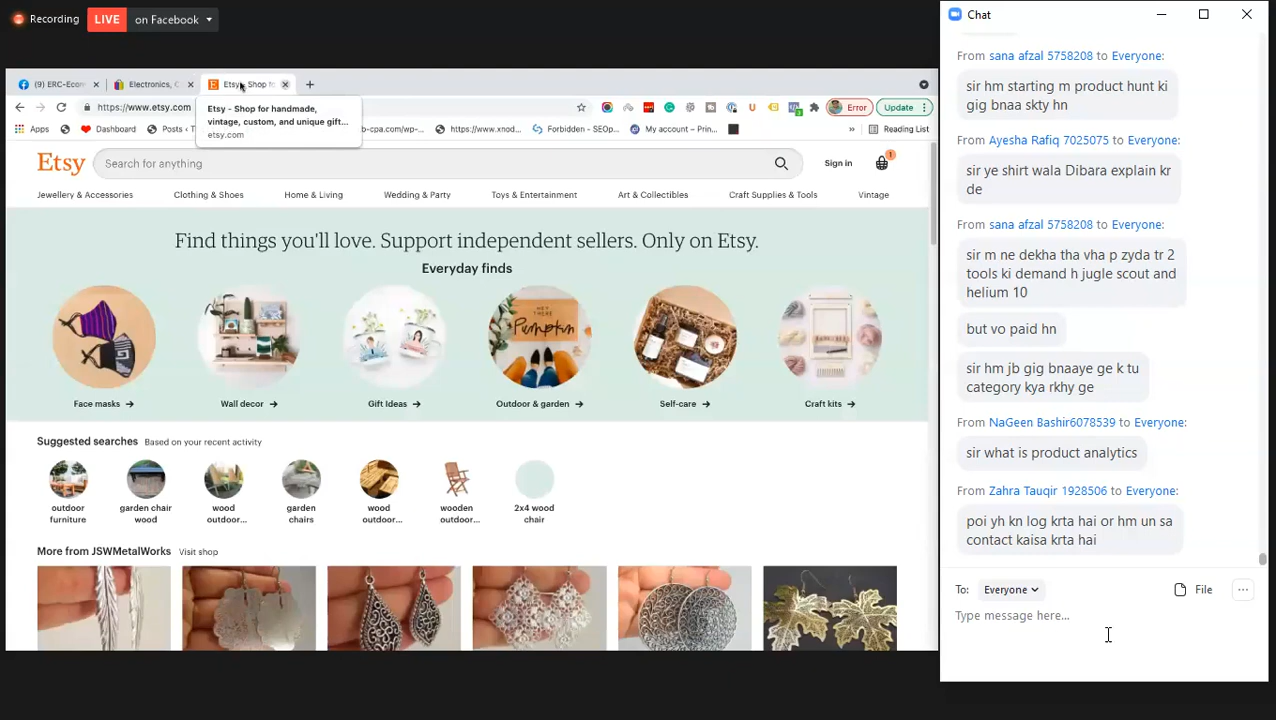 Recording
LIVE
on Facebook
(9) ERC-Econ
Electronics, C
Etsy - Shop fo
https://www.etsy.com
Error
Update
Etsy - Shop for handmade,
vintage, custom, and unique gift...
etsy.com
Dashboard
Posts
b-cpa.com/wp-...
https://www.xnod...
Forbidden - SEOp...
My account – Prin...
»
Reading List
Etsy
Search for anything
Sign in
1
Jewellery & Accessories
Clothing & Shoes
Home & Living
Wedding & Party
Toys & Entertainment
Art & Collectibles
Craft Supplies & Tools
Vintage
Find things you'll love. Support independent sellers. Only on Etsy.
Everyday finds
HEY
THERE
Pumpkin
Face masks →
Wall decor →
Gift Ideas →
Outdoor & garden →
Self-care →
Craft kits →
Suggested searches Based on your recent activity
outdoor
furniture
garden chair
wood
wood
outdoor...
garden
chairs
wood
outdoor...
wooden
outdoor...
2x4 wood
chair
More from JSWMetalWorks Visit shop
Chat
From sana afzal 5758208 to Everyone:
sir hm starting m product hunt ki
gig bnaa skty hn
From Ayesha Rafiq 7025075 to Everyone:
sir ye shirt wala Dibara explain kr
de
From sana afzal 5758208 to Everyone:
sir m ne dekha tha vha p zyda tr 2
tools ki demand h jugle scout and
helium 10
but vo paid hn
sir hm jb gig bnaaye ge k tu
category kya rkhy ge
From NaGeen Bashir6078539 to Everyone:
sir what is product analytics
From Zahra Tauqir 1928506 to Everyone:
poi yh kn log krta hai or hm un sa
contact kaisa krta hai
To: Everyone
File
...
Type message here...